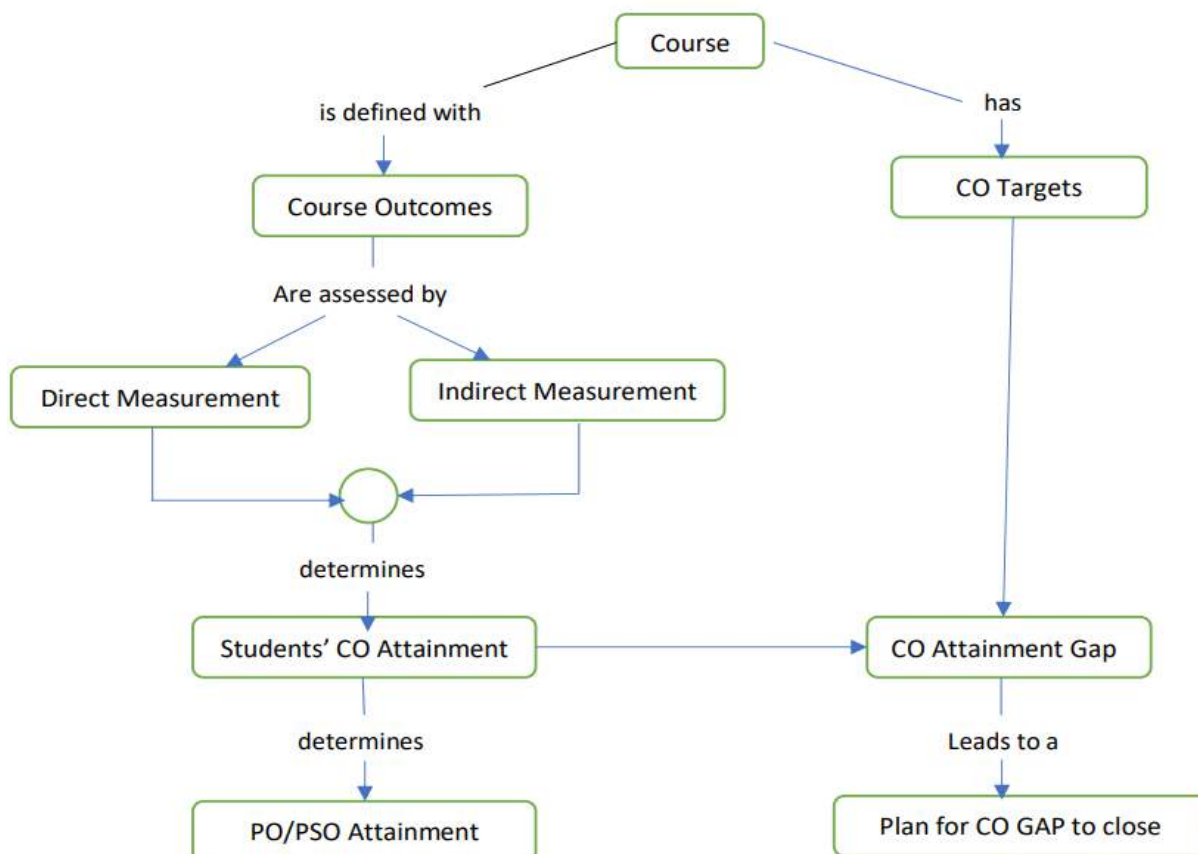 Course
is defined with
has
CO Targets
Course Outcomes
Are assessed by
Direct Measurement
Indirect Measurement
determines
Students’ CO Attainment
CO Attainment Gap
determines
Leads to a
PO/PSO Attainment
Plan for CO GAP to close